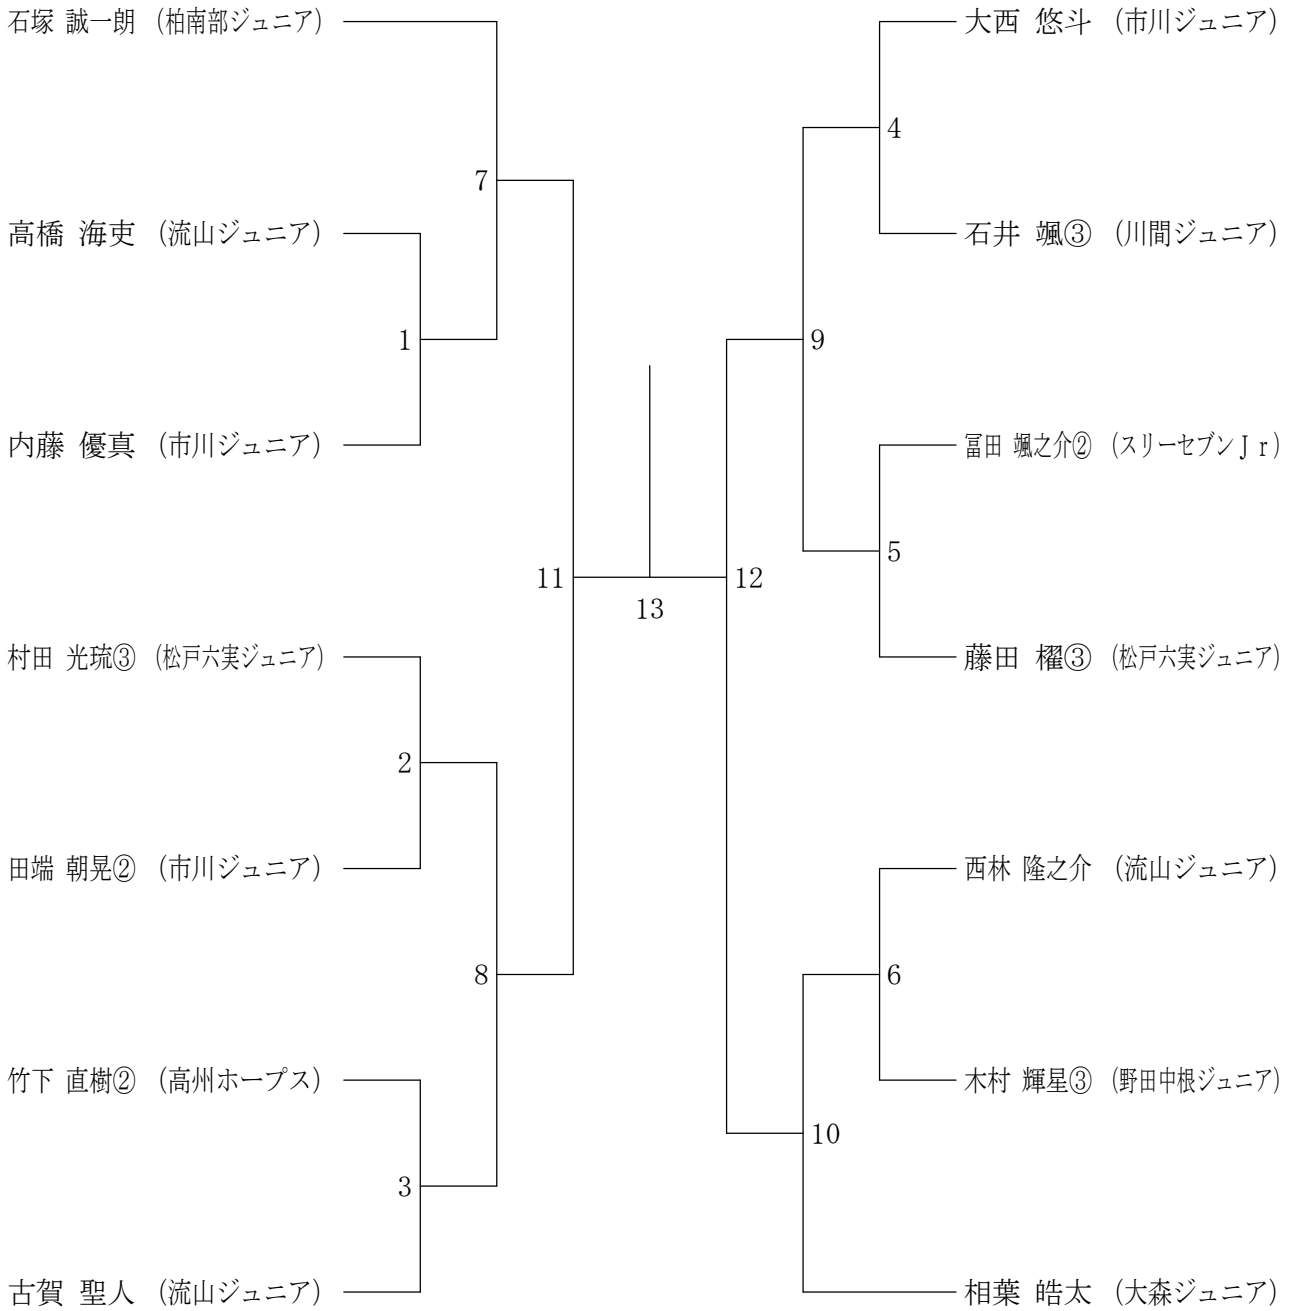 石塚 誠一朗 (柏南部ジュニア)
7
高橋 海吏 (流山ジュニア)
1
内藤 優真 (市川ジュニア)
11
村田 光琉③ (松戸六実ジュニア)
2
田端 朝晃② (市川ジュニア)
8
竹下 直樹② (高州ホープス)
3
古賀 聖人 (流山ジュニア)
13
大西 悠斗 (市川ジュニア)
4
石井 颯③ (川間ジュニア)
9
冨田 颯之介② (スリーセブンＪｒ)
5
藤田 櫂③ (松戸六実ジュニア)
12
西林 隆之介 (流山ジュニア)
6
木村 輝星③ (野田中根ジュニア)
10
相葉 皓太 (大森ジュニア)